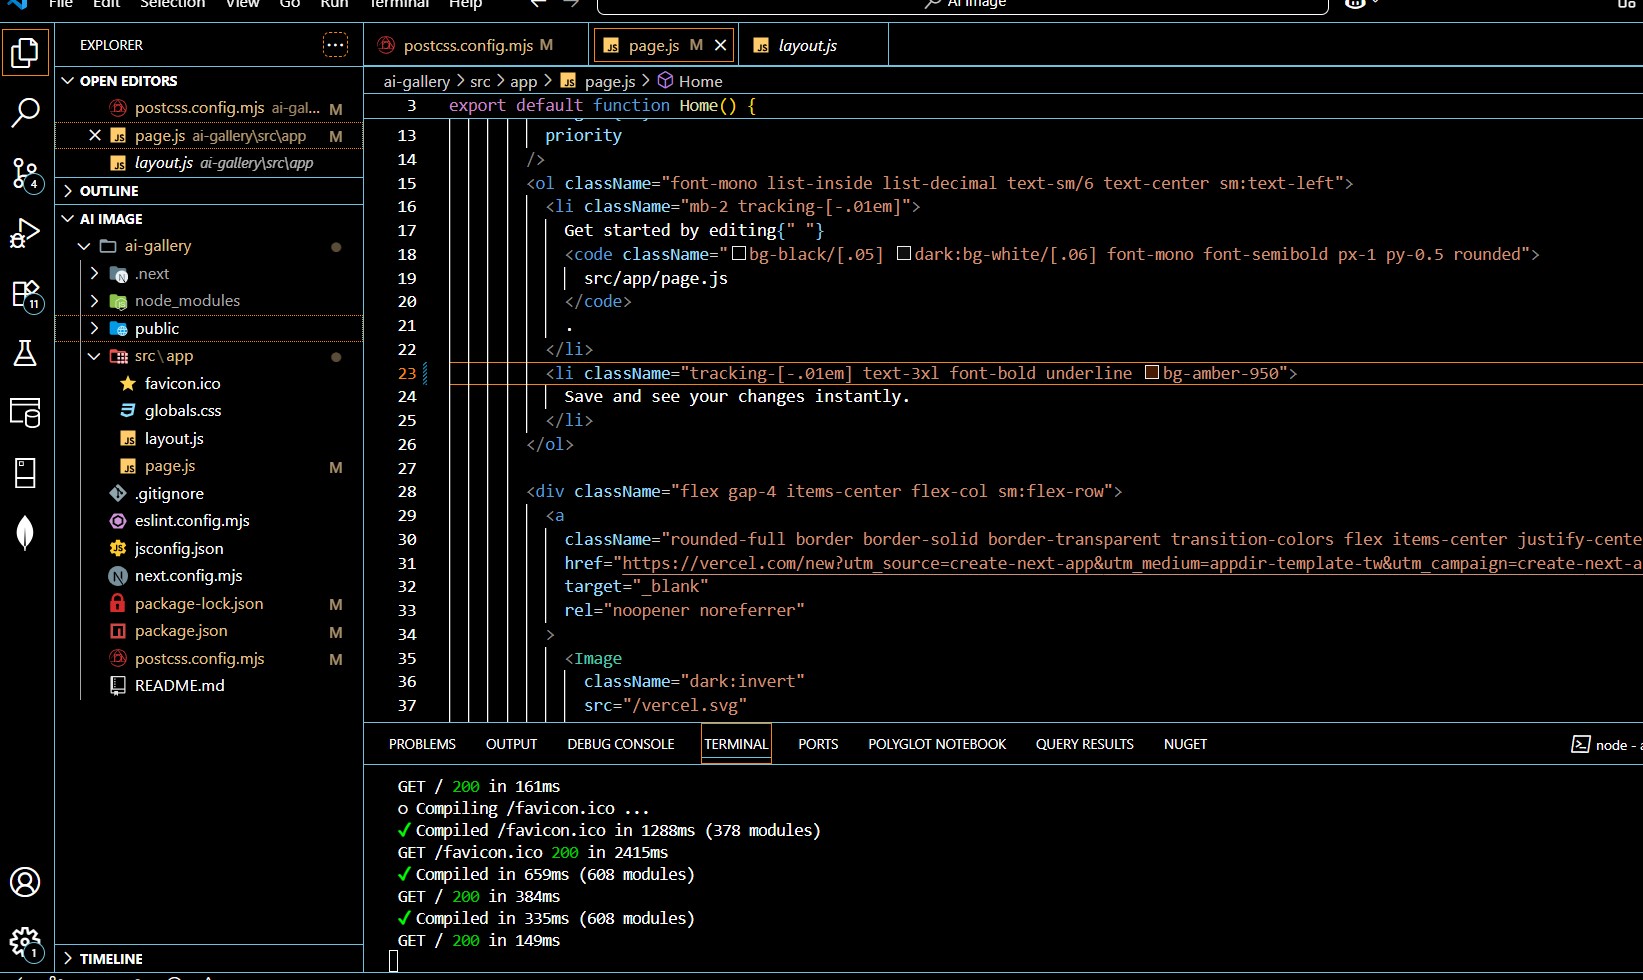 File Edit Selection View Go Run Terminal Help
AI Image
EXPLORER
OPEN EDITORS
postcss.config.mjs ai-gal... M
page.js ai-gallery\src\app M
layout.js ai-gallery\src\app
OUTLINE
AI IMAGE
ai-gallery
.next
node_modules
public
src\app
favicon.ico
globals.css
layout.js
page.js M
.gitignore
eslint.config.mjs
jsconfig.json
next.config.mjs
package-lock.json M
package.json M
postcss.config.mjs M
README.md
TIMELINE
4
11
1
postcss.config.mjs M
page.js M
layout.js
ai-gallery > src > app > page.js > Home
3 export default function Home() {
13 priority
14 />
15 <ol className="font-mono list-inside list-decimal text-sm/6 text-center sm:text-left">
16 <li className="mb-2 tracking-[-.01em]">
17 Get started by editing{" "}
18 <code className="bg-black/[.05] dark:bg-white/[.06] font-mono font-semibold px-1 py-0.5 rounded">
19 src/app/page.js
20 </code>
21 .
22 </li>
23 <li className="tracking-[-.01em] text-3xl font-bold underline bg-amber-950">
24 Save and see your changes instantly.
25 </li>
26 </ol>
27
28 <div className="flex gap-4 items-center flex-col sm:flex-row">
29 <a
30 className="rounded-full border border-solid border-transparent transition-colors flex items-center justify-cente
31 href="https://vercel.com/new?utm_source=create-next-app&utm_medium=appdir-template-tw&utm_campaign=create-next-a
32 target="_blank"
33 rel="noopener noreferrer"
34 >
35 <Image
36 className="dark:invert"
37 src="/vercel.svg"
PROBLEMS OUTPUT DEBUG CONSOLE TERMINAL PORTS POLYGLOT NOTEBOOK QUERY RESULTS NUGET
node - a
GET / 200 in 161ms
○ Compiling /favicon.ico ...
✓ Compiled /favicon.ico in 1288ms (378 modules)
GET /favicon.ico 200 in 2415ms
✓ Compiled in 659ms (608 modules)
GET / 200 in 384ms
✓ Compiled in 335ms (608 modules)
GET / 200 in 149ms